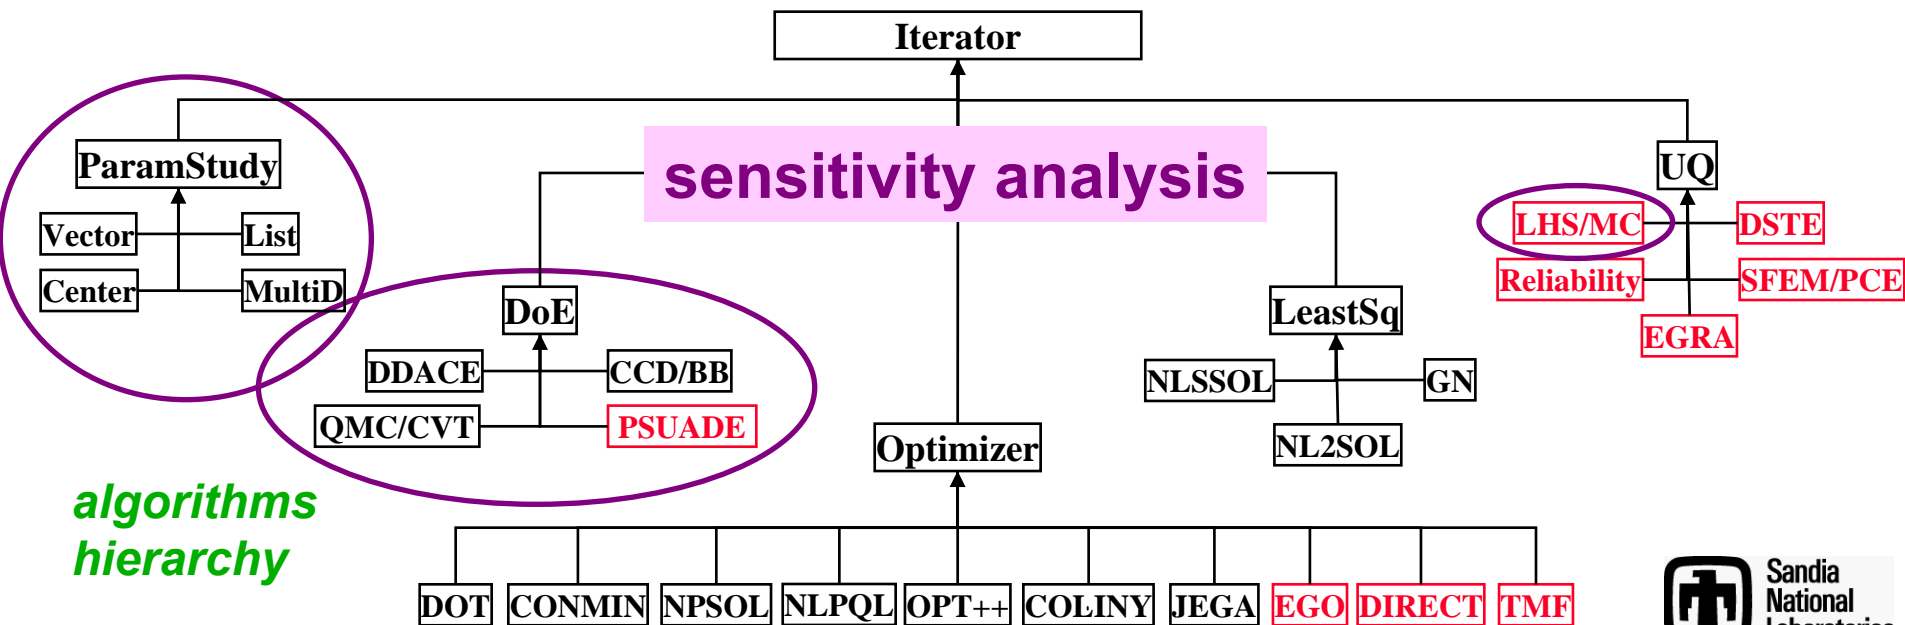 Iterator
sensitivity analysis
ParamStudy
Vector
List
Center
MultiD
DoE
DDACE
CCD/BB
QMC/CVT
PSUADE
Optimizer
LeastSq
NLSSOL
GN
NL2SOL
UQ
LHS/MC
DSTE
Reliability
SFEM/PCE
EGRA
algorithms
hierarchy
DOT
CONMIN
NPSOL
NLPQL
OPT++
COLINY
JEGA
EGO
DIRECT
TMF
Sandia
National
Laboratories